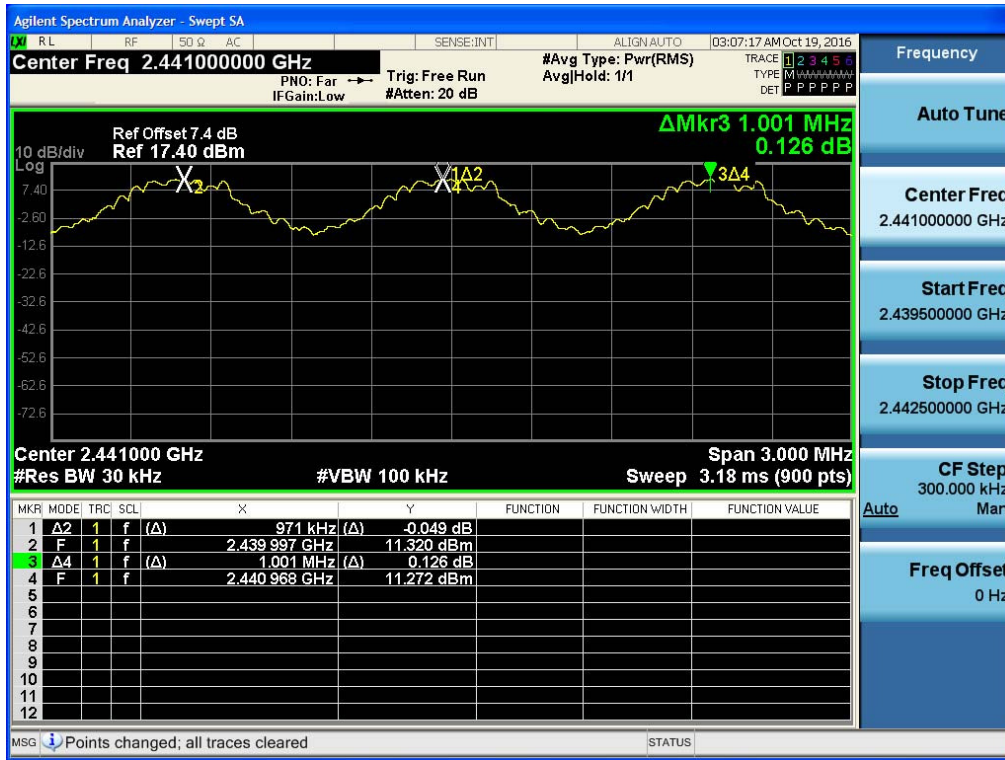 Agilent Spectrum Analyzer - Swept SA
LXI RL RF 50 Ω AC SENSE:INT ALIGN AUTO 03:07:17 AM Oct 19, 2016
Center Freq 2.441000000 GHz
PNO: Far
IFGain:Low
Trig: Free Run
#Atten: 20 dB
#Avg Type: Pwr(RMS)
Avg|Hold: 1/1
TRACE 1 2 3 4 5 6
TYPE M
DET P P P P P P
Frequency
Auto Tune
Center Freq
2.441000000 GHz
Start Freq
2.439500000 GHz
Stop Freq
2.442500000 GHz
CF Step
300.000 kHz
Auto Man
Freq Offset
0 Hz
Ref Offset 7.4 dB
10 dB/div Ref 17.40 dBm
ΔMkr3 1.001 MHz
0.126 dB
Log
7.40
-2.60
-12.6
-22.6
-32.6
-42.6
-52.6
-62.6
-72.6
2
1Δ2
4
3Δ4
Center 2.441000 GHz Span 3.000 MHz
#Res BW 30 kHz #VBW 100 kHz Sweep 3.18 ms (900 pts)
MKR MODE TRC SCL X Y FUNCTION FUNCTION WIDTH FUNCTION VALUE
1 Δ2 1 f (Δ) 971 kHz (Δ) -0.049 dB
2 F 1 f 2.439 997 GHz 11.320 dBm
3 Δ4 1 f (Δ) 1.001 MHz (Δ) 0.126 dB
4 F 1 f 2.440 968 GHz 11.272 dBm
5
6
7
8
9
10
11
12
MSG Points changed; all traces cleared STATUS